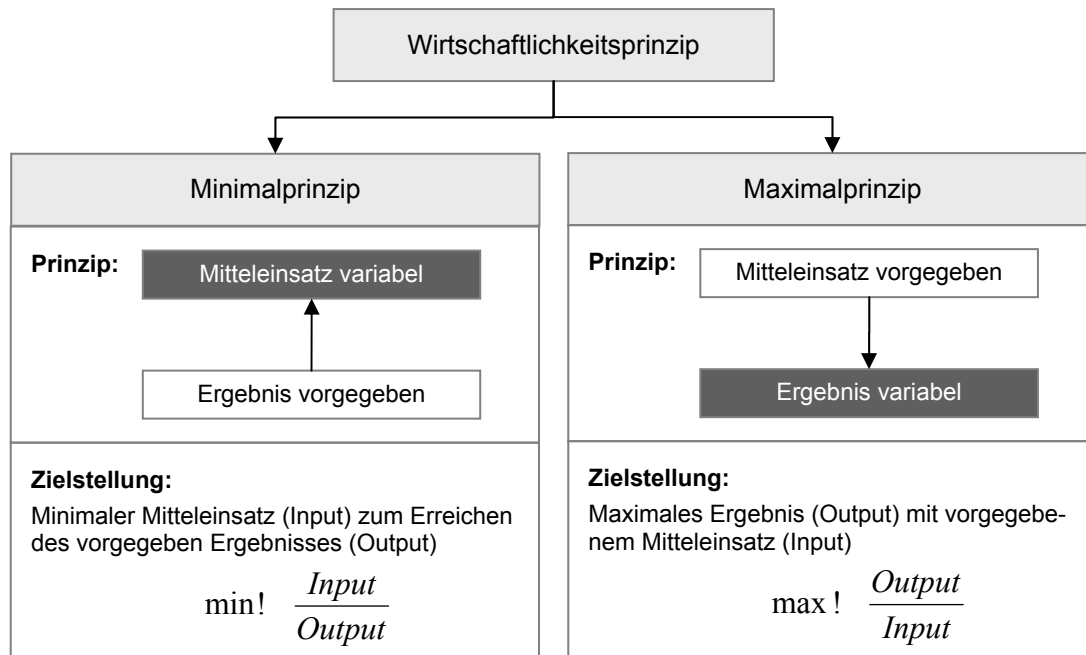 Wirtschaftlichkeitsprinzip
Minimalprinzip
Prinzip:
Mitteleinsatz variabel
Ergebnis vorgegeben
Zielstellung:
Minimaler Mitteleinsatz (Input) zum Erreichen
des vorgegeben Ergebnisses (Output)
min! Input
Output
Maximalprinzip
Prinzip:
Mitteleinsatz vorgegeben
Ergebnis variabel
Zielstellung:
Maximales Ergebnis (Output) mit vorgegebe-
nem Mitteleinsatz (Input)
max ! Output
Input